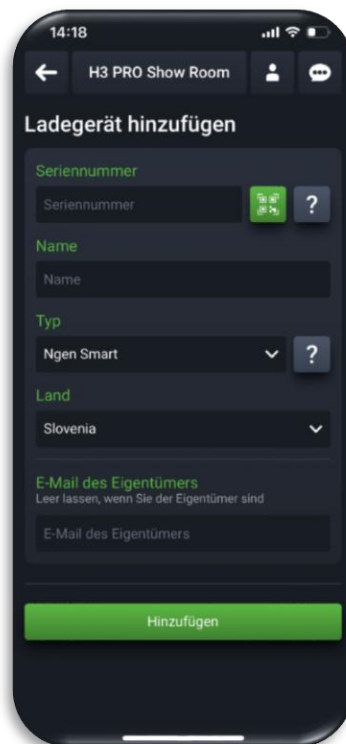 14:18
H3 PRO Show Room
Ladegerät hinzufügen
Seriennummer
Seriennummer
?
Name
Name
Typ
Ngen Smart
?
Land
Slovenia
E-Mail des Eigentümers
Leer lassen, wenn Sie der Eigentümer sind
E-Mail des Eigentümers
Hinzufügen